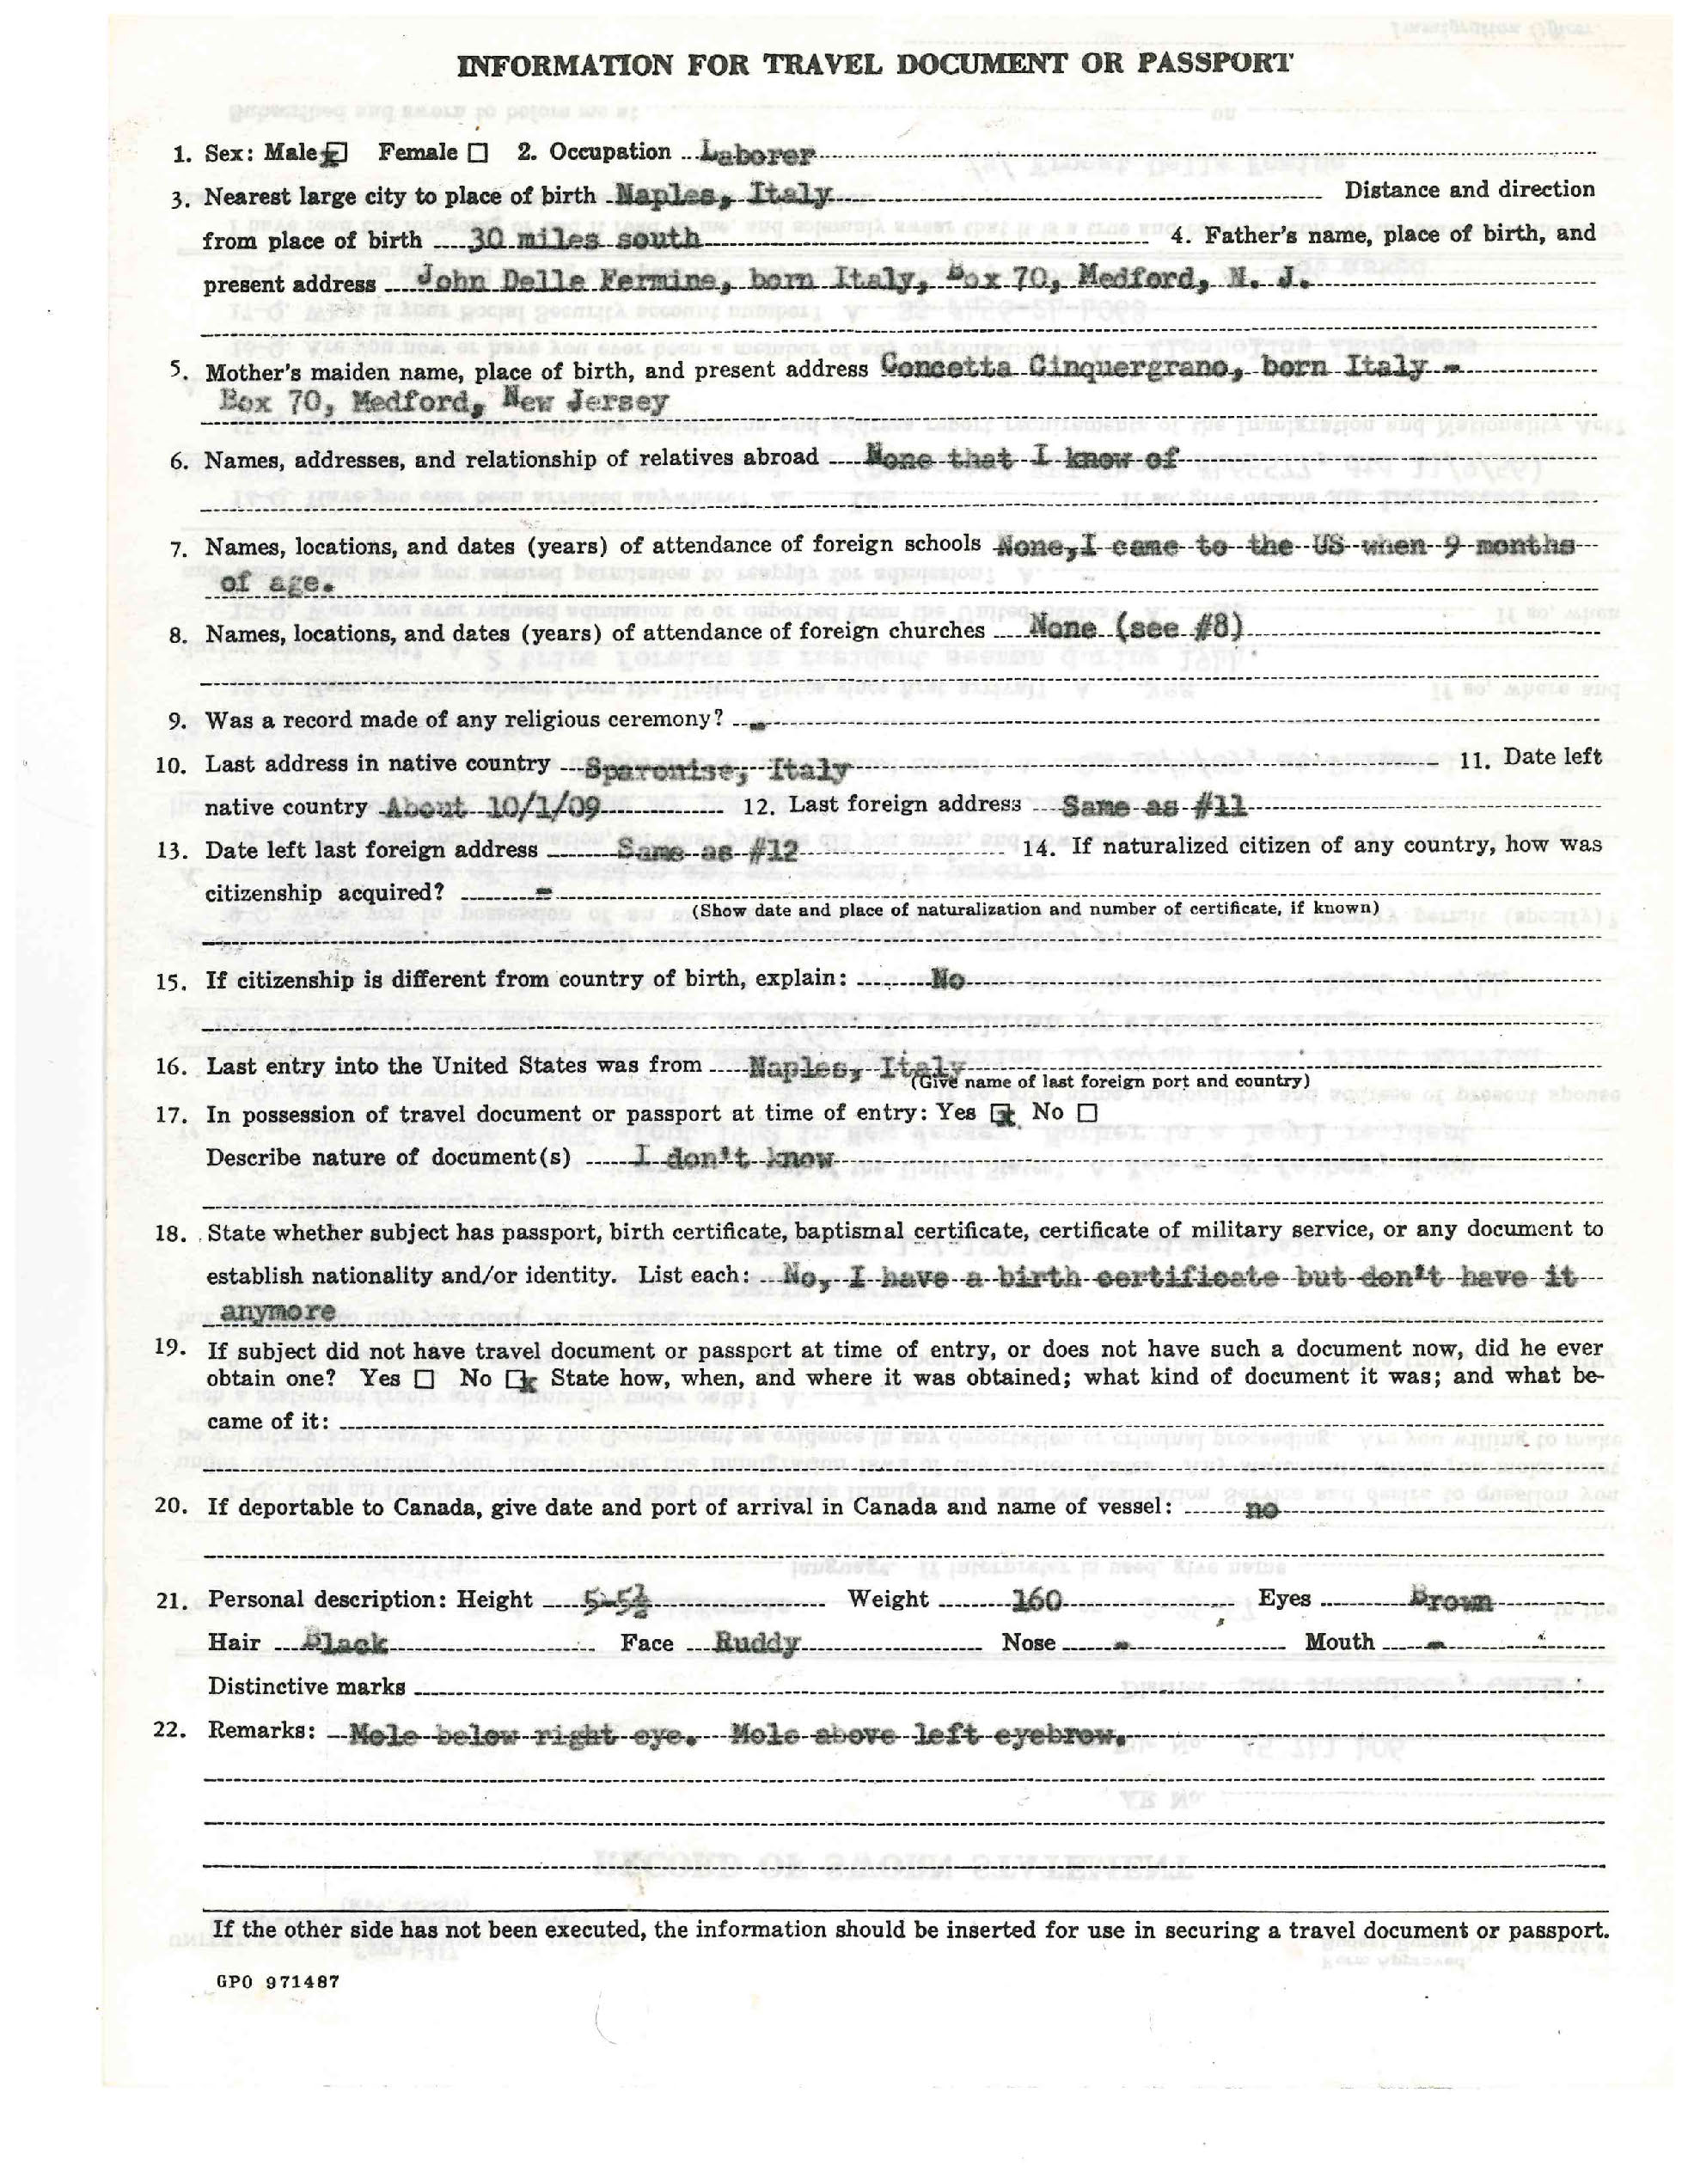 INFORMATION FOR TRAVEL DOCUMENT OR PASSPORT
1. Sex: Male ☒ Female ☐ 2. Occupation Laborer
3. Nearest large city to place of birth Naples, Italy Distance and direction
from place of birth 30 miles south 4. Father's name, place of birth, and
present address John Delle Fermine, born Italy, Box 70, Medford, N. J.
5. Mother's maiden name, place of birth, and present address Concetta Cinquergrano, born Italy -
Box 70, Medford, New Jersey
6. Names, addresses, and relationship of relatives abroad None that I know of
7. Names, locations, and dates (years) of attendance of foreign schools None, I came to the US when 9 months
of age.
8. Names, locations, and dates (years) of attendance of foreign churches None (see #8)
9. Was a record made of any religious ceremony? -
10. Last address in native country Sparonise, Italy 11. Date left
native country About 10/1/09 12. Last foreign address Same as #11
13. Date left last foreign address Same as #12 14. If naturalized citizen of any country, how was
citizenship acquired? -
(Show date and place of naturalization and number of certificate, if known)
15. If citizenship is different from country of birth, explain: No
16. Last entry into the United States was from Naples, Italy
(Give name of last foreign port and country)
17. In possession of travel document or passport at time of entry: Yes ☒ No ☐
Describe nature of document(s) I don't know
18. State whether subject has passport, birth certificate, baptismal certificate, certificate of military service, or any document to
establish nationality and/or identity. List each: No, I have a birth certificate but don't have it
anymore
19. If subject did not have travel document or passport at time of entry, or does not have such a document now, did he ever
obtain one? Yes ☐ No ☒ State how, when, and where it was obtained; what kind of document it was; and what be-
came of it:
20. If deportable to Canada, give date and port of arrival in Canada and name of vessel: no
21. Personal description: Height 5-5½ Weight 160 Eyes Brown
Hair Black Face Ruddy Nose - Mouth -
Distinctive marks
22. Remarks: Mole below right eye. Mole above left eyebrow.
If the other side has not been executed, the information should be inserted for use in securing a travel document or passport.
GPO 971487